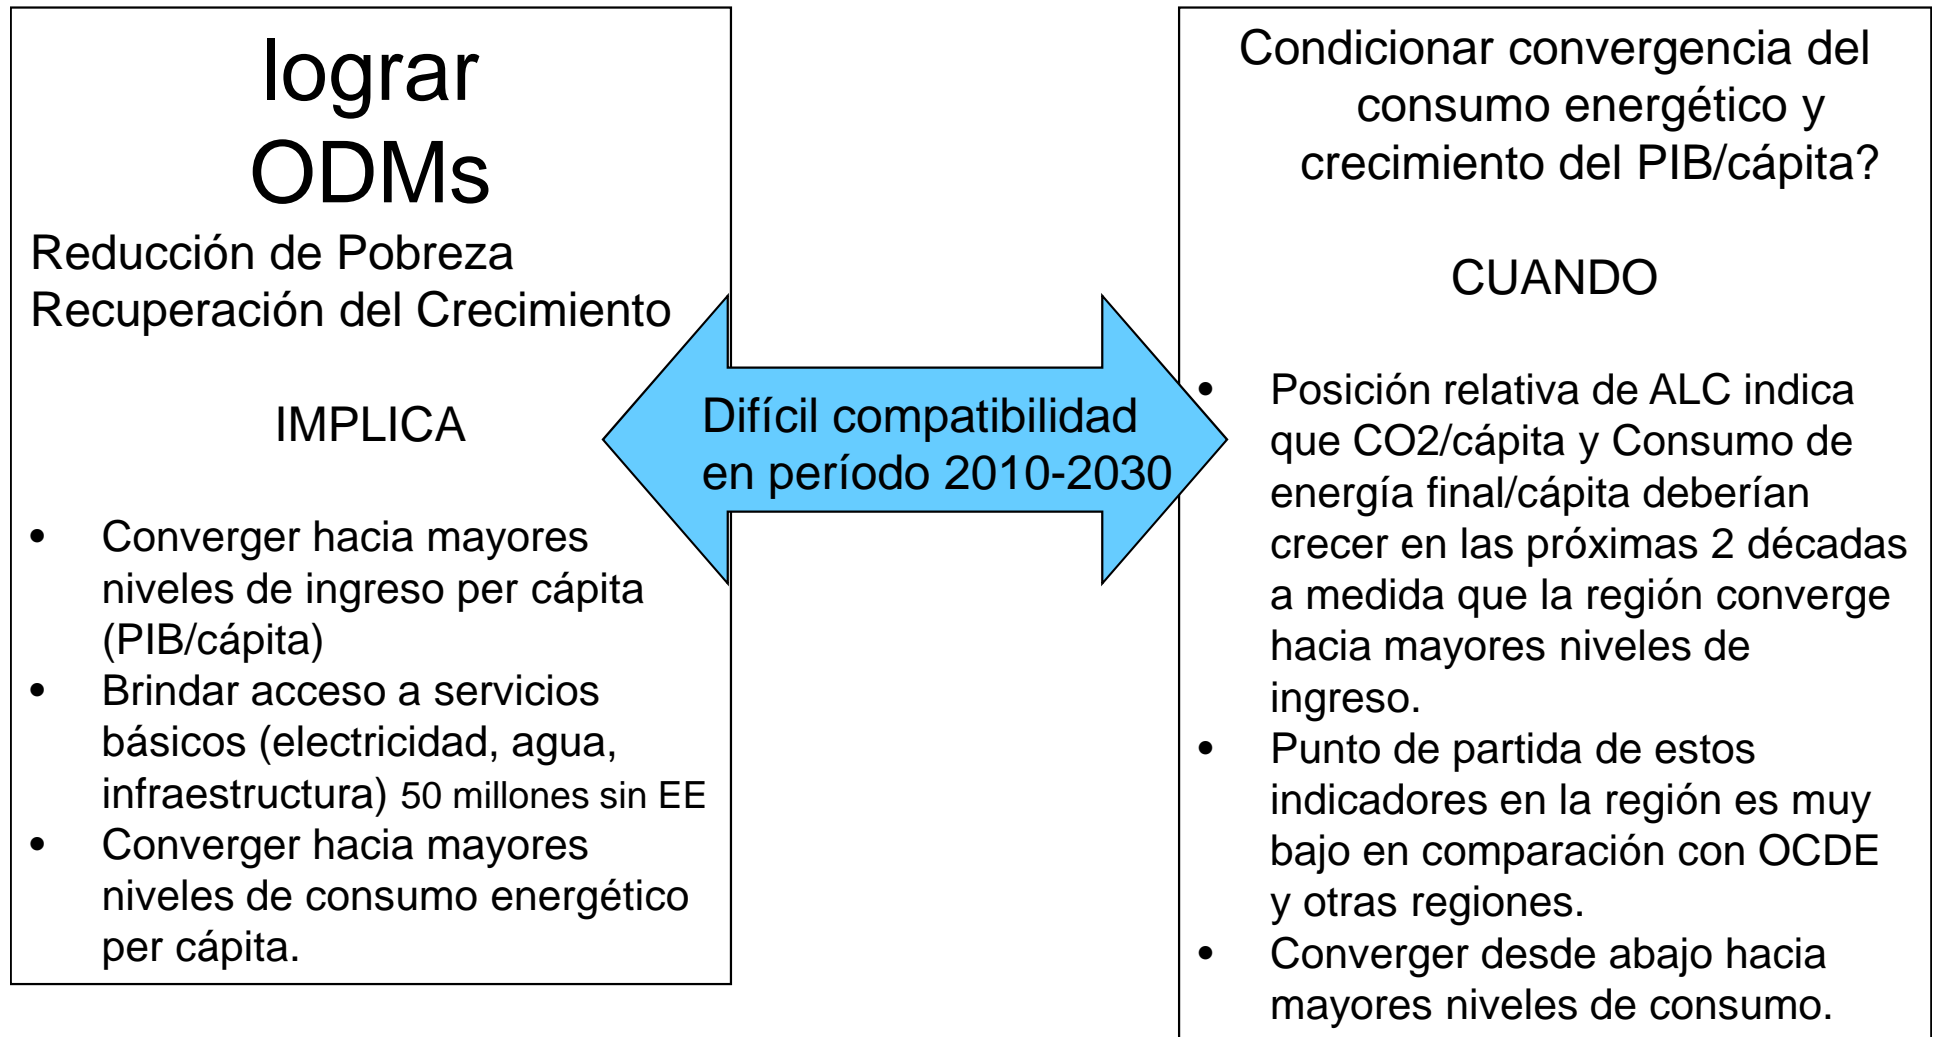 lograr
ODMs
Reducción de Pobreza
Recuperación del Crecimiento
IMPLICA
• Converger hacia mayores
niveles de ingreso per cápita
(PIB/cápita)
• Brindar acceso a servicios
básicos (electricidad, agua,
infraestructura) 50 millones sin EE
• Converger hacia mayores
niveles de consumo energético
per cápita.
Difícil compatibilidad
en período 2010-2030
Condicionar convergencia del
consumo energético y
crecimiento del PIB/cápita?
CUANDO
• Posición relativa de ALC indica
que CO2/cápita y Consumo de
energía final/cápita deberían
crecer en las próximas 2 décadas
a medida que la región converge
hacia mayores niveles de
ingreso.
• Punto de partida de estos
indicadores en la región es muy
bajo en comparación con OCDE
y otras regiones.
• Converger desde abajo hacia
mayores niveles de consumo.